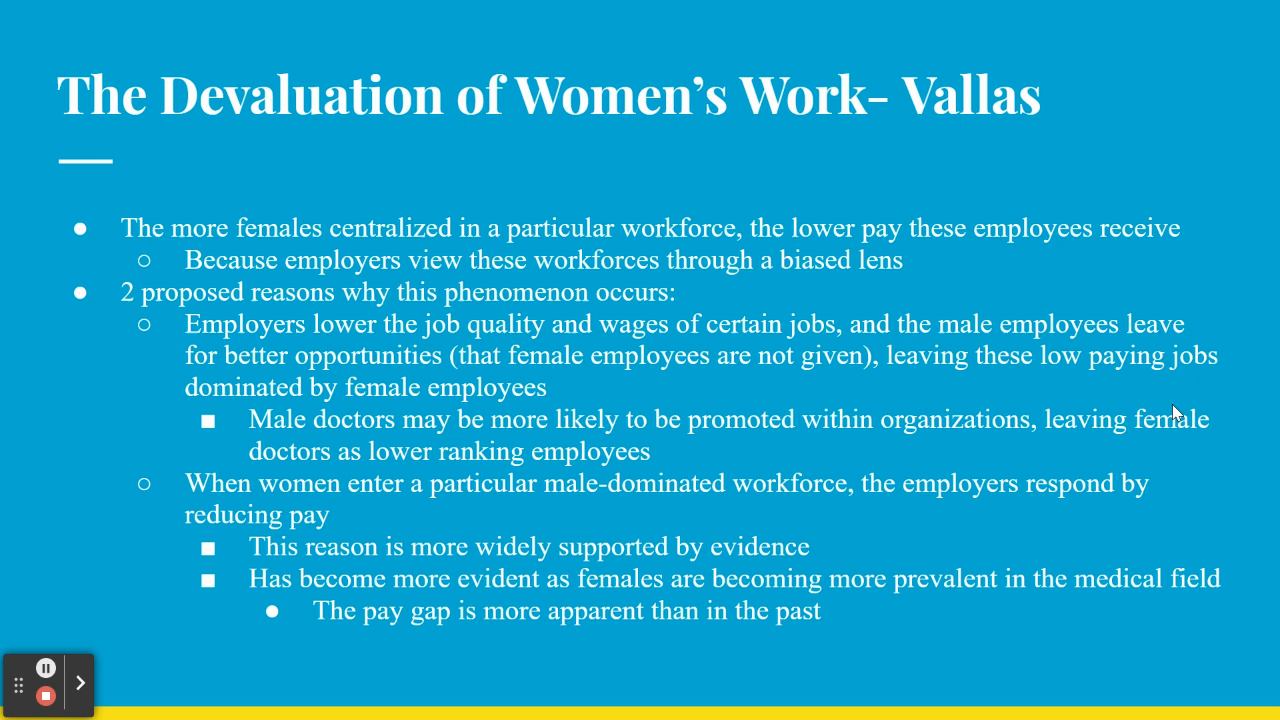 The Devaluation of Women’s Work- Vallas
● The more females centralized in a particular workforce, the lower pay these employees receive
○ Because employers view these workforces through a biased lens
● 2 proposed reasons why this phenomenon occurs:
○ Employers lower the job quality and wages of certain jobs, and the male employees leave
for better opportunities (that female employees are not given), leaving these low paying jobs
dominated by female employees
■ Male doctors may be more likely to be promoted within organizations, leaving female
doctors as lower ranking employees
○ When women enter a particular male-dominated workforce, the employers respond by
reducing pay
■ This reason is more widely supported by evidence
■ Has become more evident as females are becoming more prevalent in the medical field
● The pay gap is more apparent than in the past